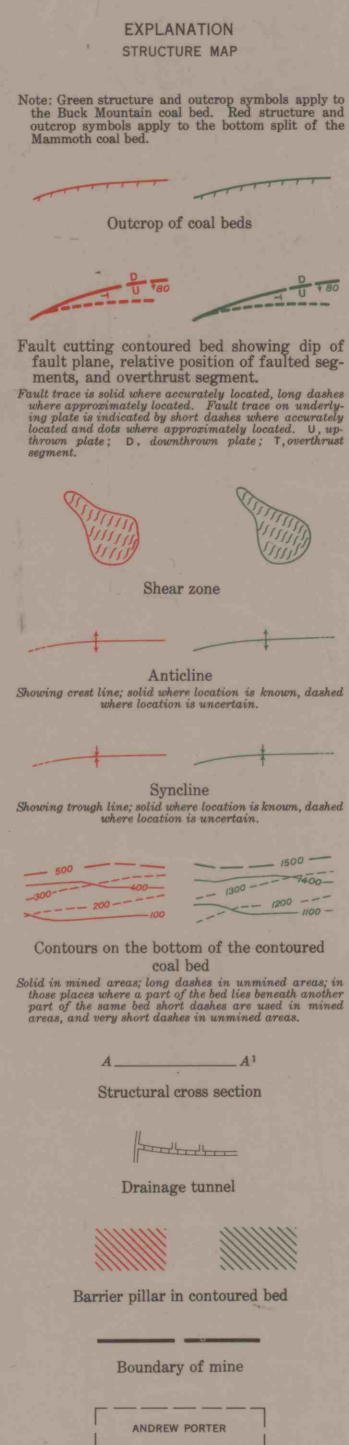 EXPLANATION
STRUCTURE MAP
Note: Green structure and outcrop symbols apply to
the Buck Mountain coal bed. Red structure and
outcrop symbols apply to the bottom split of the
Mammoth coal bed.
Outcrop of coal beds
D
U
80
T
D
U
80
T
Fault cutting contoured bed showing dip of
fault plane, relative position of faulted seg-
ments, and overthrust segment.
Fault trace is solid where accurately located, long dashes
where approximately located. Fault trace on underly-
ing plate is indicated by short dashes where accurately
located and dots where approximately located. U, up-
thrown plate; D, downthrown plate; T, overthrust
segment.
Shear zone
Anticline
Showing crest line; solid where location is known, dashed
where location is uncertain.
Syncline
Showing trough line; solid where location is known, dashed
where location is uncertain.
500
300
400
200
100
1500
1400
1300
1200
1100
Contours on the bottom of the contoured
coal bed
Solid in mined areas; long dashes in unmined areas; in
those places where a part of the bed lies beneath another
part of the same bed short dashes are used in mined
areas, and very short dashes in unmined areas.
A A¹
Structural cross section
Drainage tunnel
Barrier pillar in contoured bed
Boundary of mine
ANDREW PORTER